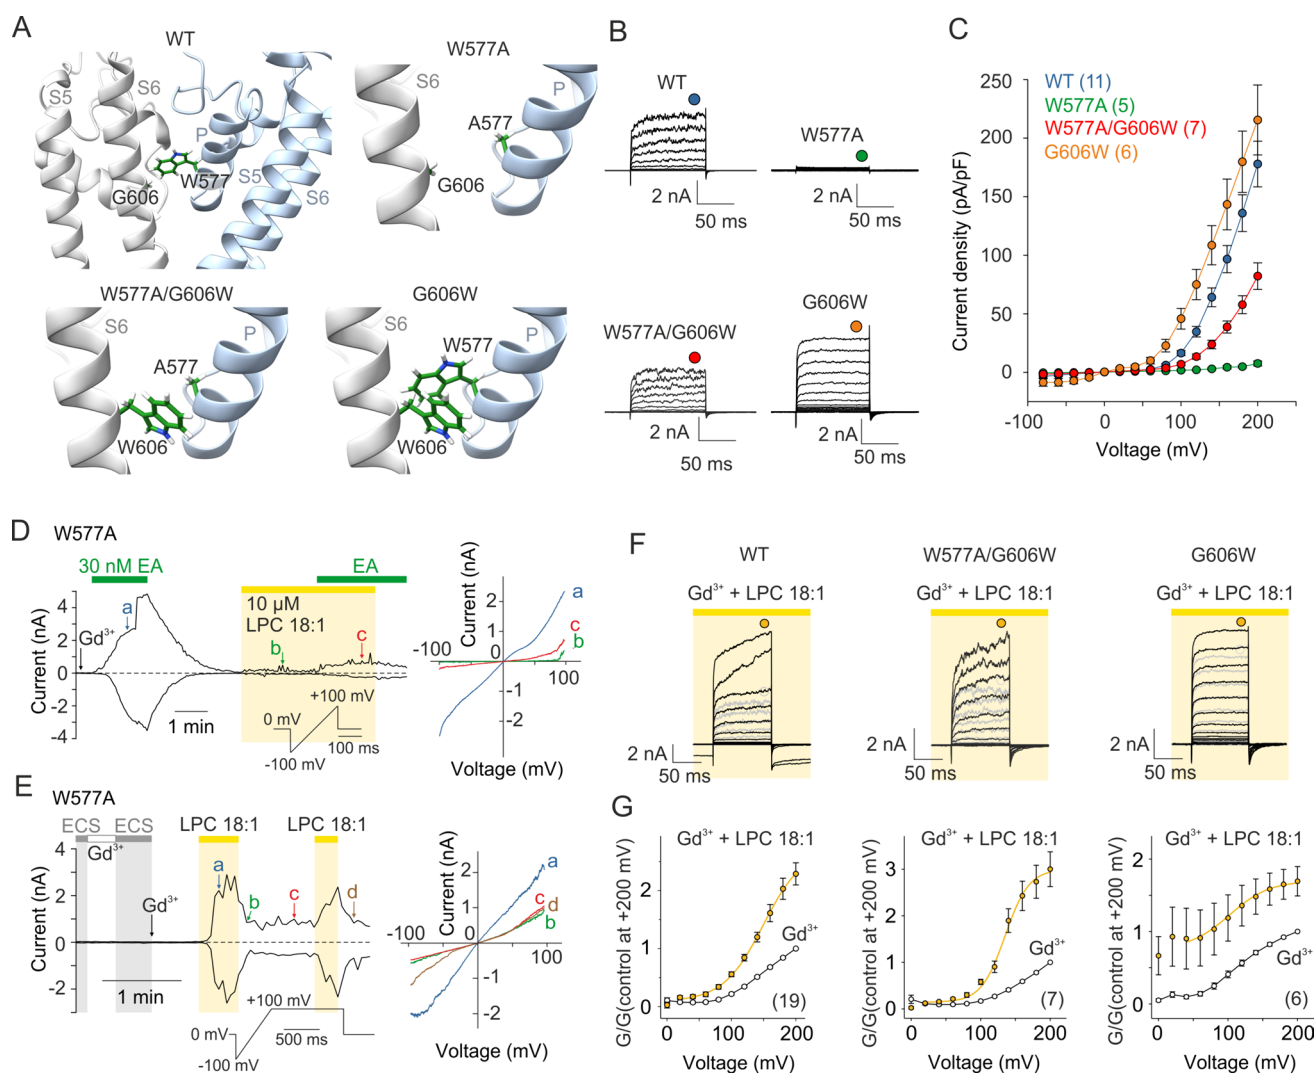 A
WT
S5
S6
P
G606
W577
S5
S6
W577A
S6
P
A577
G606
W577A/G606W
S6
P
A577
W606
G606W
S6
P
W577
W606
B
WT
2 nA
50 ms
W577A
2 nA
50 ms
W577A/G606W
2 nA
50 ms
G606W
2 nA
50 ms
C
WT (11)
W577A (5)
W577A/G606W (7)
G606W (6)
Current density (pA/pF)
250
200
150
100
50
0
-100
0
100
200
Voltage (mV)
D
W577A
30 nM EA
EA
10 µM
LPC 18:1
Gd³⁺
a
b
c
Current (nA)
4
2
0
-2
-4
1 min
0 mV
+100 mV
-100 mV
100 ms
Current (nA)
a
c
b
-100
100
2
1
0
-1
-2
Voltage (mV)
E
W577A
ECS
ECS
Gd³⁺
LPC 18:1
LPC 18:1
Gd³⁺
a
b
c
d
Current (nA)
4
2
0
-2
1 min
+100 mV
0 mV
-100 mV
500 ms
Current (nA)
a
c
d
b
-100
100
2
0
-2
Voltage (mV)
F
WT
Gd³⁺ + LPC 18:1
2 nA
50 ms
W577A/G606W
Gd³⁺ + LPC 18:1
2 nA
50 ms
G606W
Gd³⁺ + LPC 18:1
2 nA
50 ms
G
Gd³⁺ + LPC 18:1
G/G(control at +200 mV)
2
1
0
Gd³⁺
(19)
0
100
200
Voltage (mV)
Gd³⁺ + LPC 18:1
G/G(control at +200 mV)
3
2
1
0
Gd³⁺
(7)
0
100
200
Voltage (mV)
Gd³⁺ + LPC 18:1
G/G(control at +200 mV)
2
1
0
Gd³⁺
(6)
0
100
200
Voltage (mV)